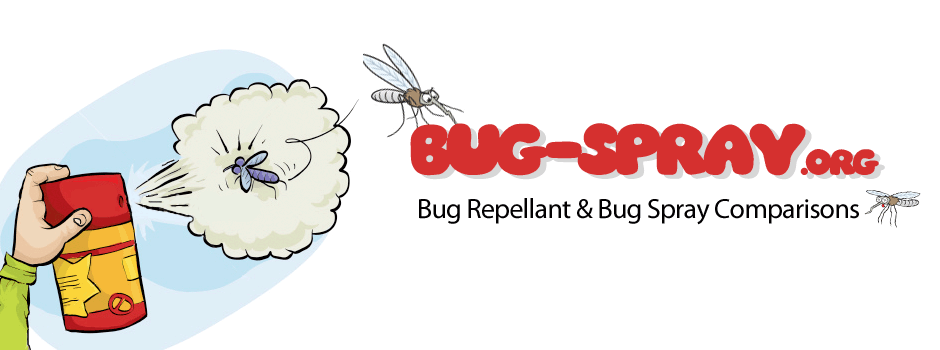 BUG-SPRAY.ORG
Bug Repellant & Bug Spray Comparisons